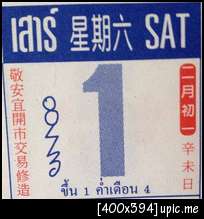 เสาร์ 星期六 SAT
敬安宜開市交易修造
1
二月初一
辛未日
ขึ้น 1 ค่ำเดือน 4
[400x394]upic.me